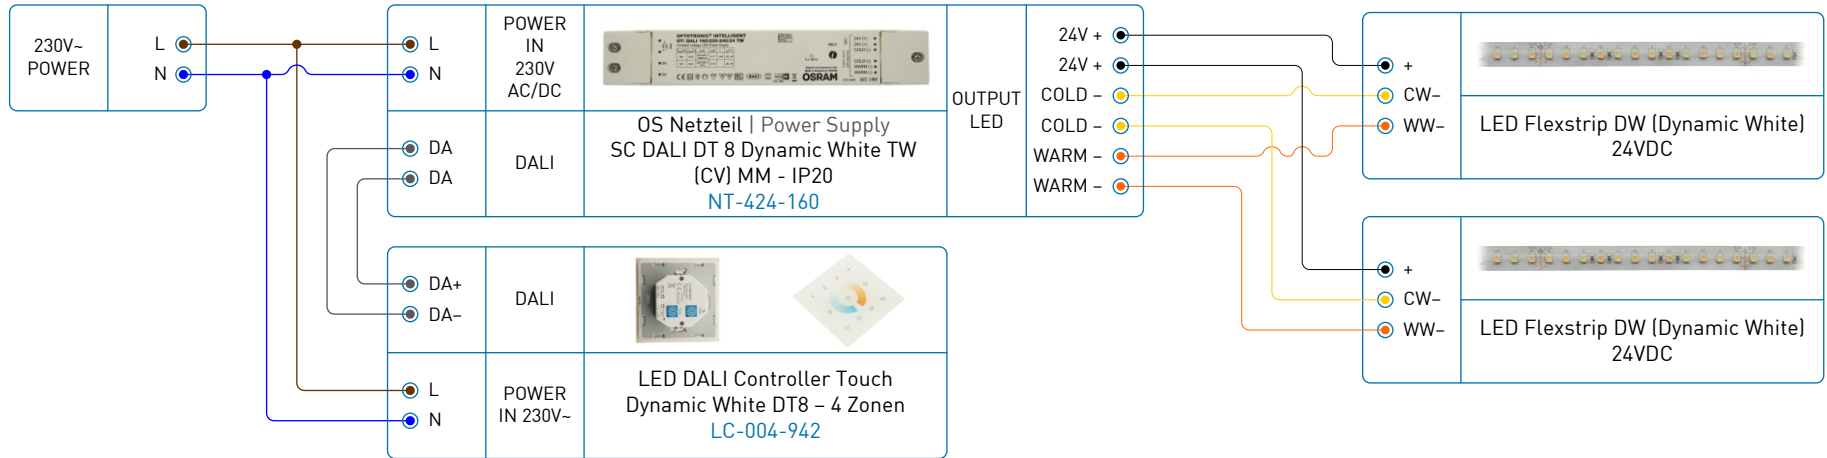 230V~
POWER
L
N
L
N
POWER
IN
230V
AC/DC
OPTOTRONIC® INTELLIGENT
OSRAM
DA
DA
DALI
OS Netzteil | Power Supply
SC DALI DT 8 Dynamic White TW
(CV) MM - IP20
NT-424-160
OUTPUT
LED
24V +
24V +
COLD –
COLD –
WARM –
WARM –
+
CW–
WW–
LED Flexstrip DW (Dynamic White)
24VDC
+
CW–
WW–
LED Flexstrip DW (Dynamic White)
24VDC
DA+
DA–
DALI
L
N
POWER
IN 230V~
LED DALI Controller Touch
Dynamic White DT8 – 4 Zonen
LC-004-942